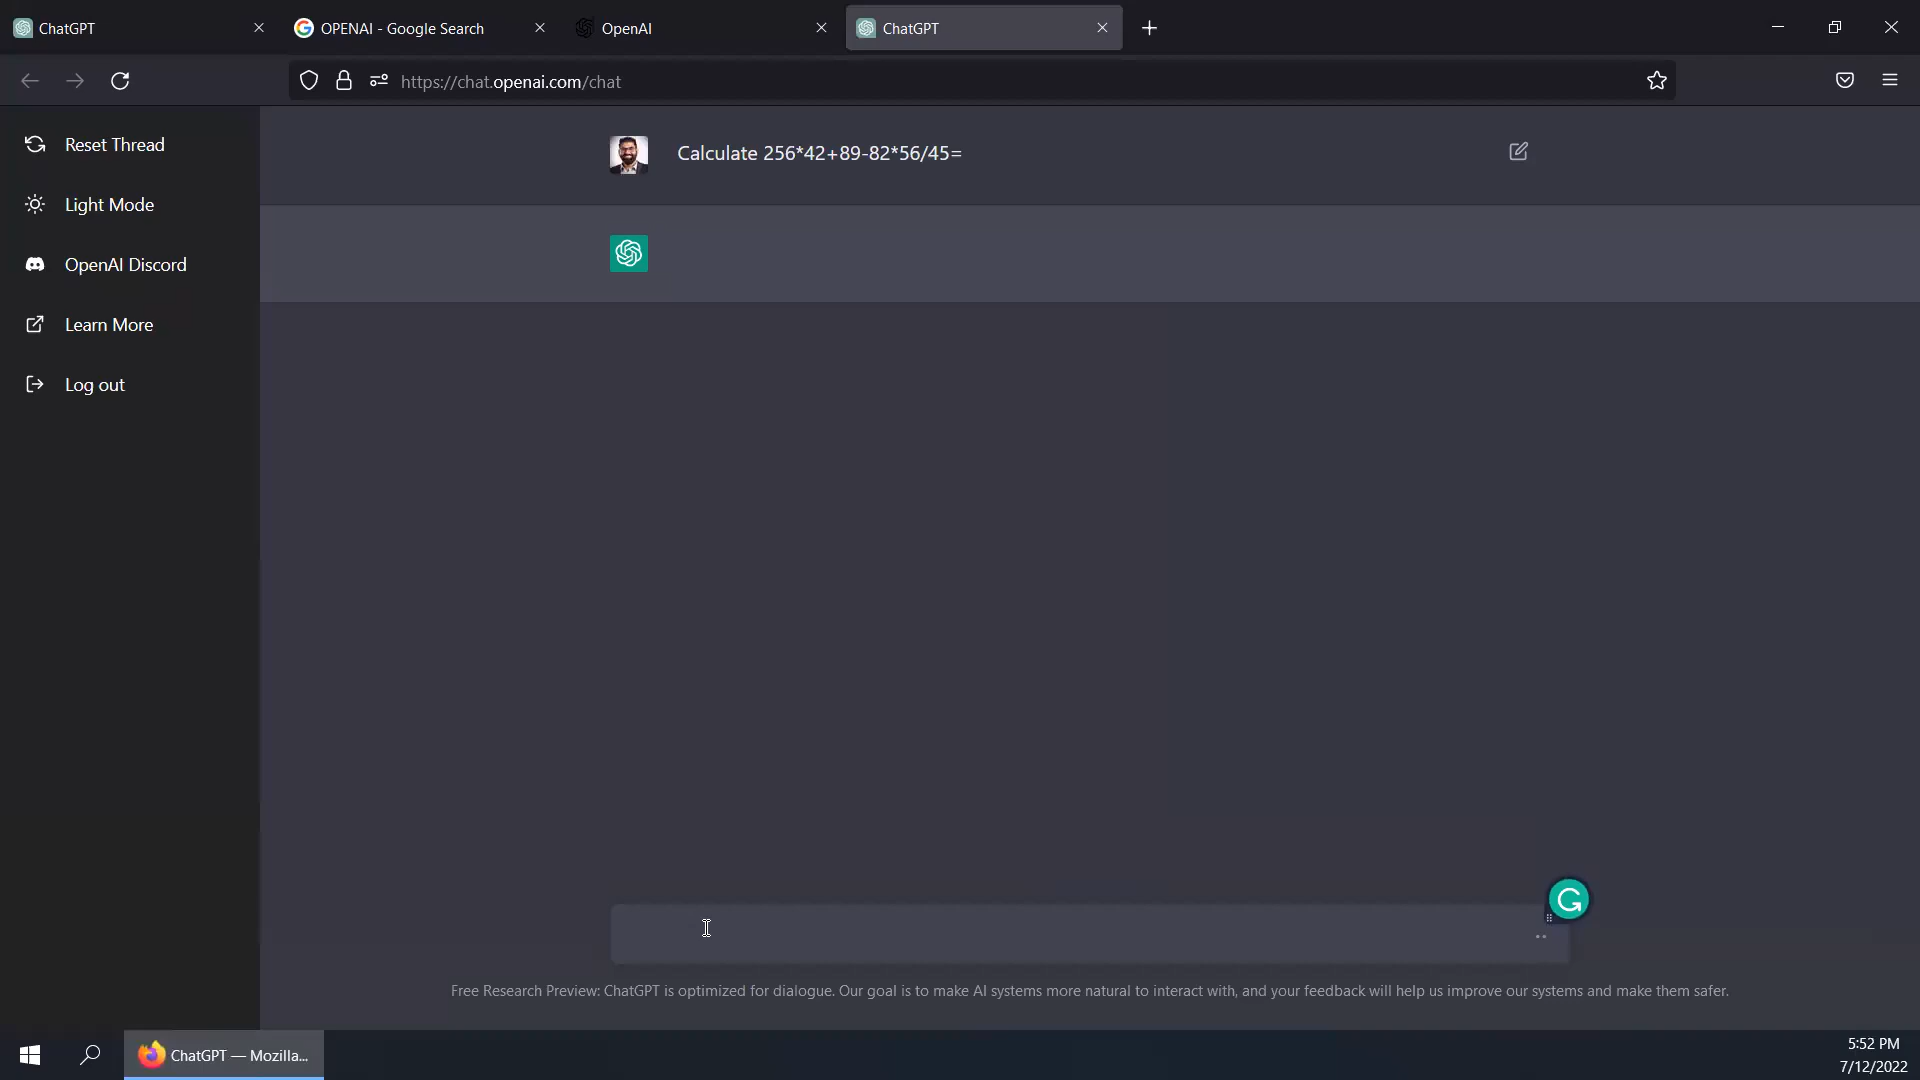 ChatGPT
OPENAI - Google Search
OpenAI
ChatGPT
https://chat.openai.com/chat
Reset Thread
Light Mode
OpenAI Discord
Learn More
Log out
Calculate 256*42+89-82*56/45=
Free Research Preview: ChatGPT is optimized for dialogue. Our goal is to make AI systems more natural to interact with, and your feedback will help us improve our systems and make them safer.
ChatGPT — Mozilla...
5:52 PM
7/12/2022